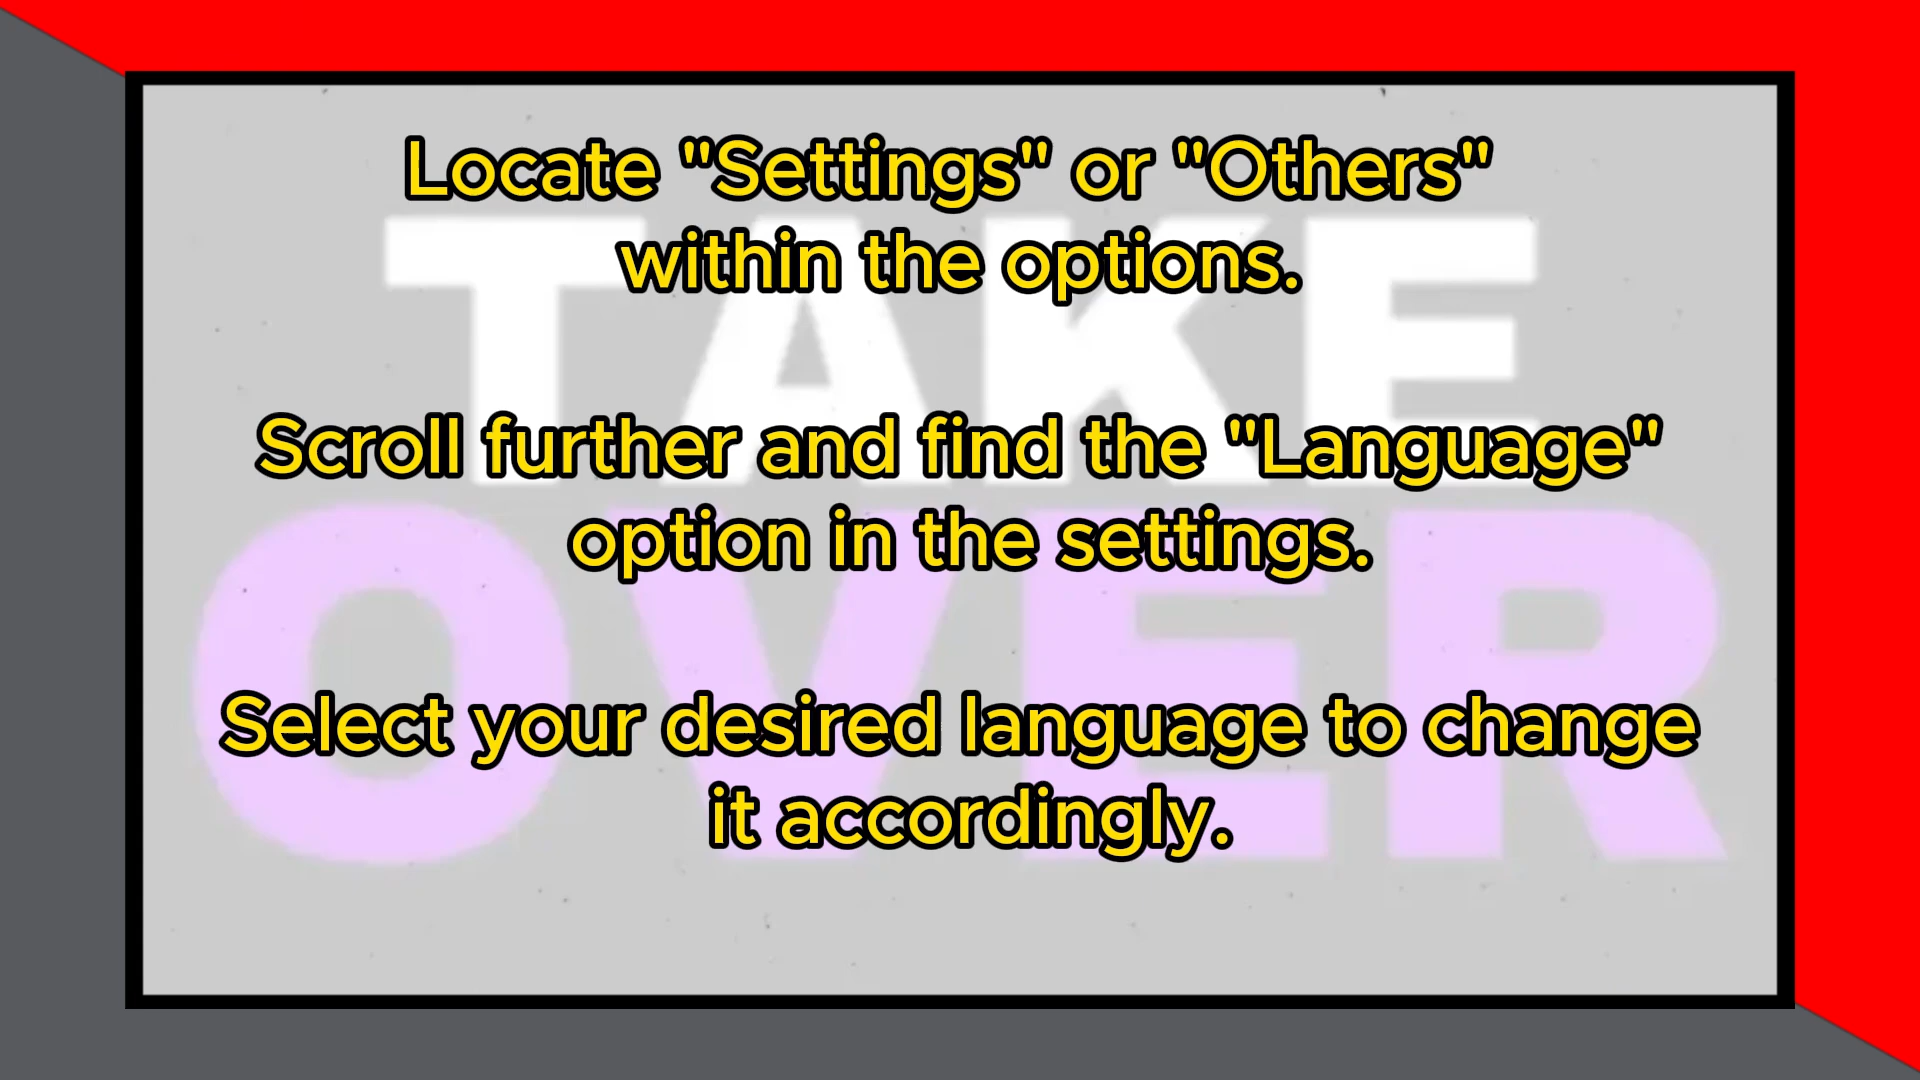 Locate "Settings" or "Others"
within the options.
TAKE
Scroll further and find the "Language"
option in the settings.
OVER
Select your desired language to change
it accordingly.